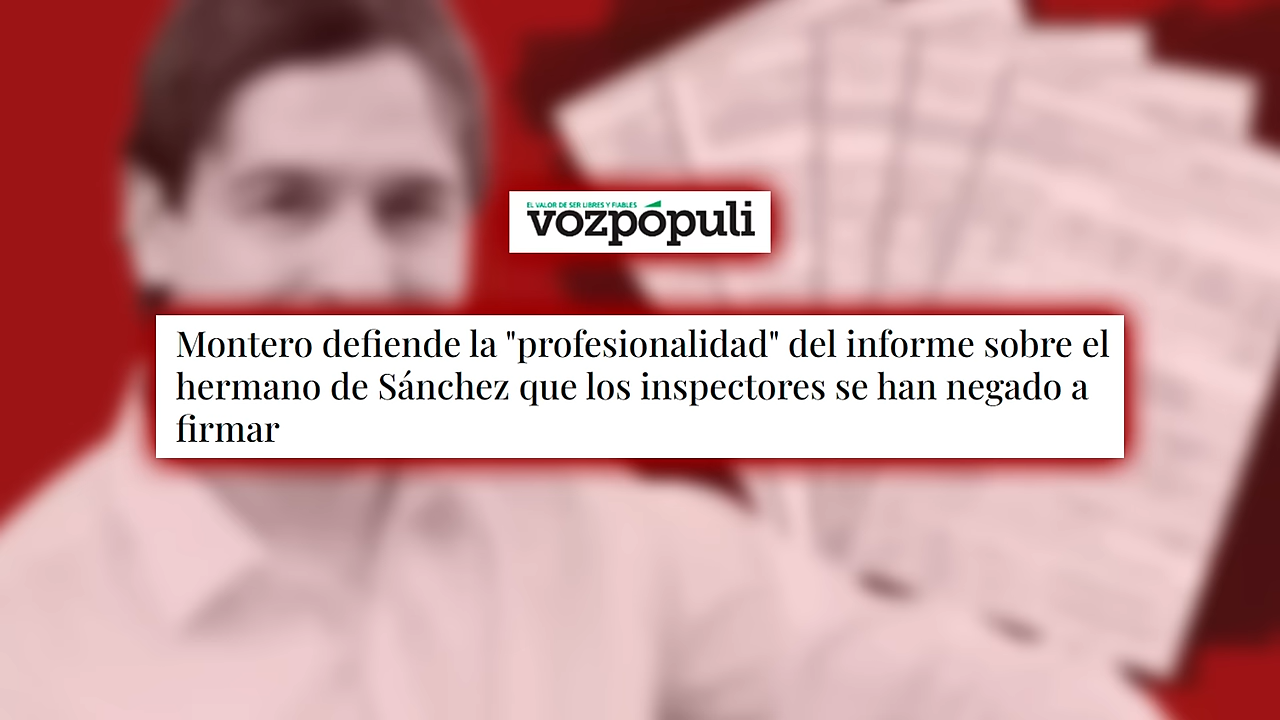 EL VALOR DE SER LIBRES Y FIABLES
vozpópuli
Montero defiende la "profesionalidad" del informe sobre el
hermano de Sánchez que los inspectores se han negado a
firmar